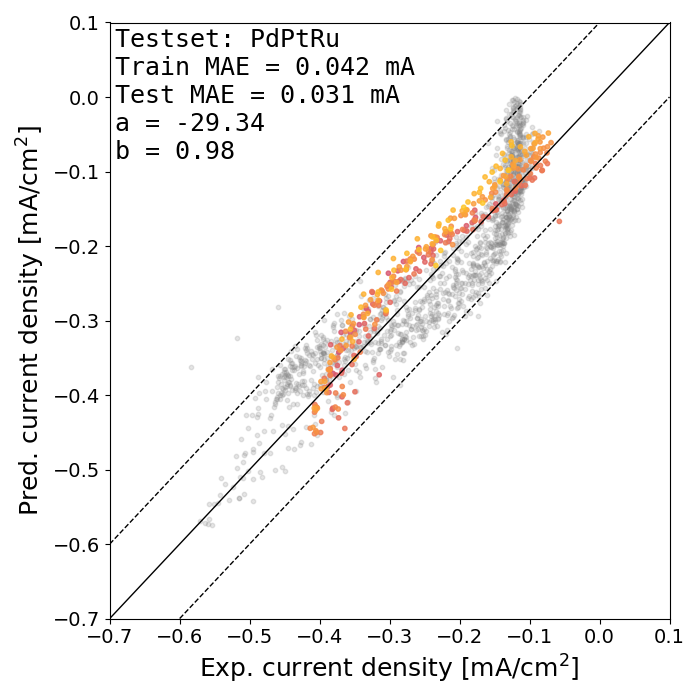 Testset: PdPtRu
Train MAE = 0.042 mA
Test MAE = 0.031 mA
a = -29.34
b = 0.98
0.1
0.0
−0.1
−0.2
−0.3
−0.4
−0.5
−0.6
−0.7
Pred. current density [mA/cm²]
−0.7 −0.6 −0.5 −0.4 −0.3 −0.2 −0.1 0.0 0.1
Exp. current density [mA/cm²]